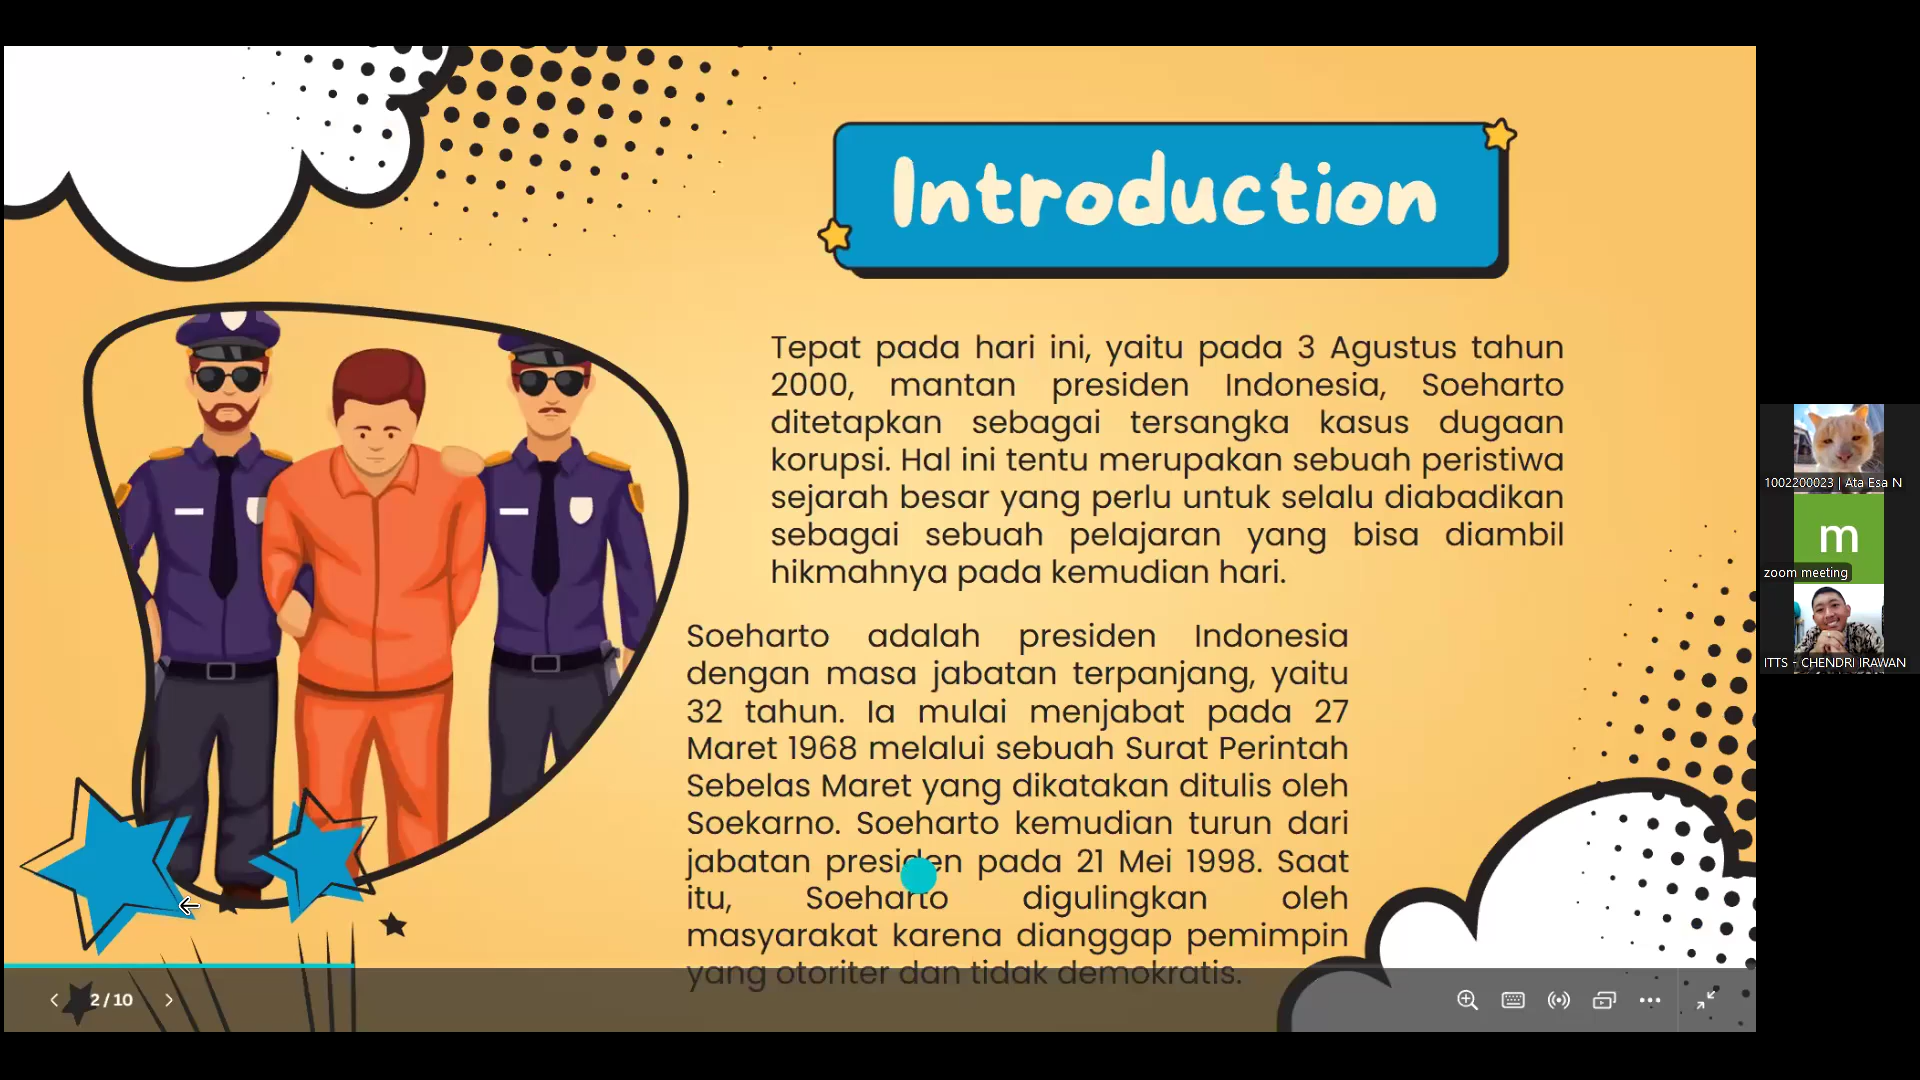 Introduction
Tepat pada hari ini, yaitu pada 3 Agustus tahun
2000, mantan presiden Indonesia, Soeharto
ditetapkan sebagai tersangka kasus dugaan
korupsi. Hal ini tentu merupakan sebuah peristiwa
sejarah besar yang perlu untuk selalu diabadikan
sebagai sebuah pelajaran yang bisa diambil
hikmahnya pada kemudian hari.
Soeharto adalah presiden Indonesia
dengan masa jabatan terpanjang, yaitu
32 tahun. Ia mulai menjabat pada 27
Maret 1968 melalui sebuah Surat Perintah
Sebelas Maret yang dikatakan ditulis oleh
Soekarno. Soeharto kemudian turun dari
jabatan presiden pada 21 Mei 1998. Saat
itu, Soeharto digulingkan oleh
masyarakat karena dianggap pemimpin
yang otoriter dan tidak demokratis.
2 / 10
1002200023 | Ata Esa N
m
zoom meeting
ITTS - CHENDRI IRAWAN